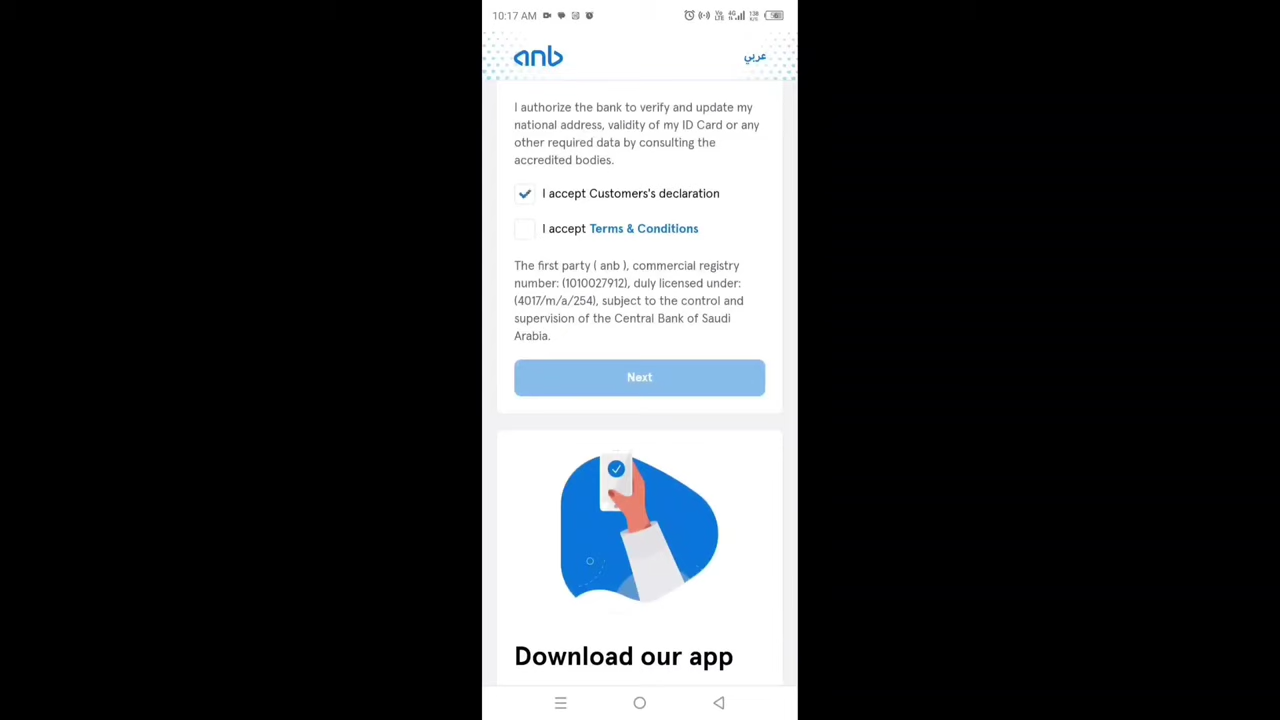 10:17 AM
anb
عربي
I authorize the bank to verify and update my
national address, validity of my ID Card or any
other required data by consulting the
accredited bodies.
I accept Customers's declaration
I accept Terms & Conditions
The first party ( anb ), commercial registry
number: (1010027912), duly licensed under:
(4017/m/a/254), subject to the control and
supervision of the Central Bank of Saudi
Arabia.
Next
Download our app